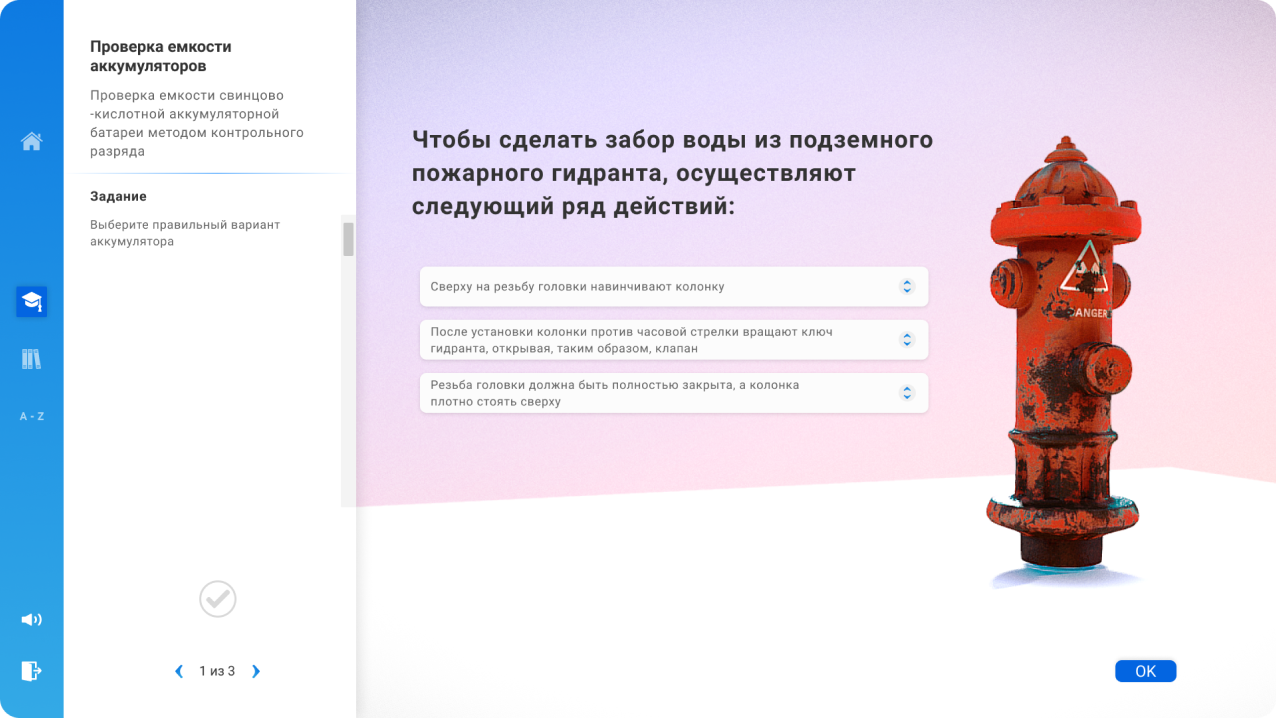 Проверка емкости
аккумуляторов
Проверка емкости свинцово
-кислотной аккумуляторной
батареи методом контрольного
разряда
Задание
Выберите правильный вариант
аккумулятора
A - Z
1 из 3
Чтобы сделать забор воды из подземного
пожарного гидранта, осуществляют
следующий ряд действий:
Сверху на резьбу головки навинчивают колонку
После установки колонки против часовой стрелки вращают ключ
гидранта, открывая, таким образом, клапан
Резьба головки должна быть полностью закрыта, а колонка
плотно стоять сверху
DANGER
OK